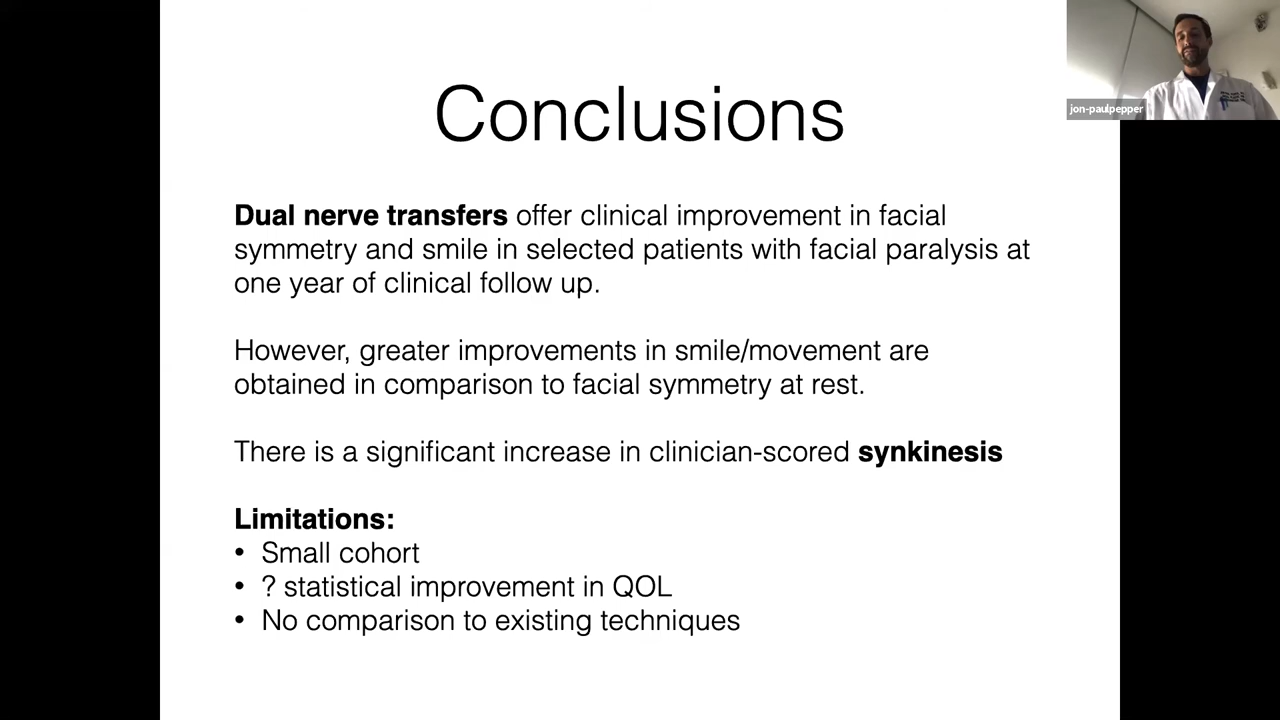 jon-paulpepper
Conclusions
Dual nerve transfers offer clinical improvement in facial
symmetry and smile in selected patients with facial paralysis at
one year of clinical follow up.
However, greater improvements in smile/movement are
obtained in comparison to facial symmetry at rest.
There is a significant increase in clinician-scored synkinesis
Limitations:
• Small cohort
• ? statistical improvement in QOL
• No comparison to existing techniques